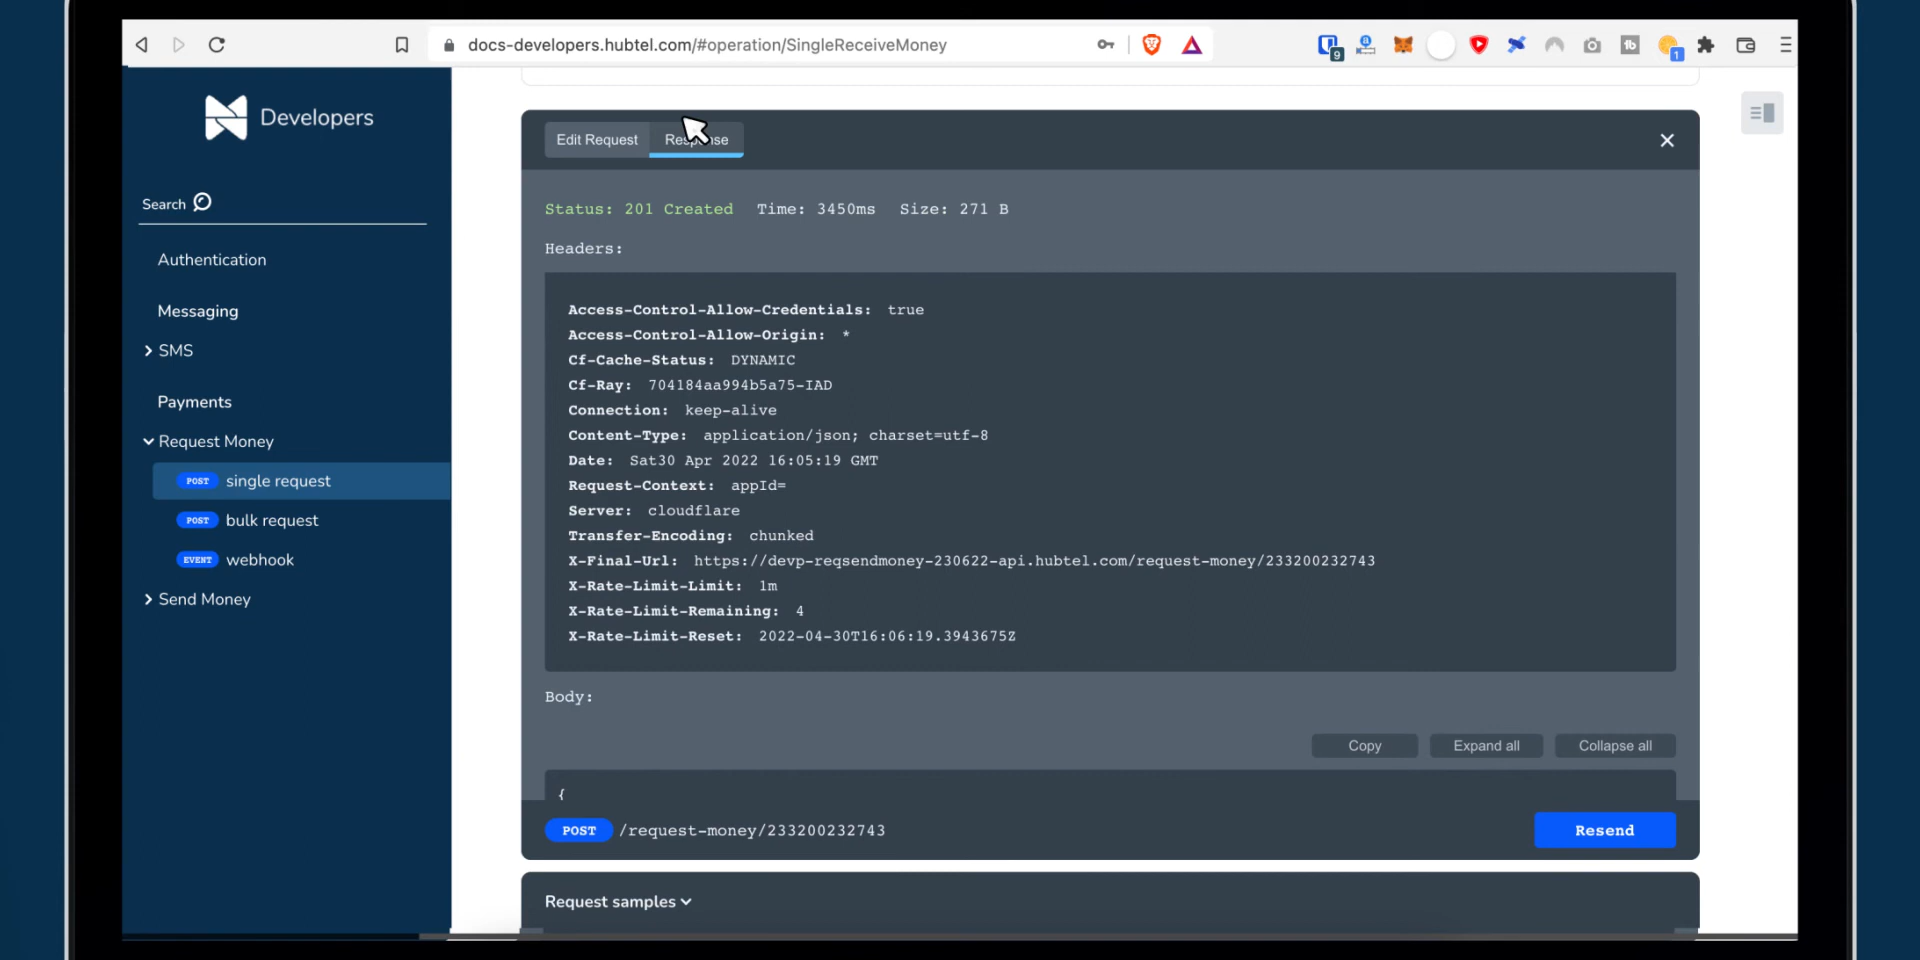 docs-developers.hubtel.com/#operation/SingleReceiveMoney
9
1
Developers
Search
Authentication
Messaging
SMS
Payments
Request Money
POST single request
POST bulk request
EVENT webhook
Send Money
Edit Request
Response
Status: 201 Created Time: 3450ms Size: 271 B
Headers:
Access-Control-Allow-Credentials: true
Access-Control-Allow-Origin: *
Cf-Cache-Status: DYNAMIC
Cf-Ray: 704184aa994b5a75-IAD
Connection: keep-alive
Content-Type: application/json; charset=utf-8
Date: Sat30 Apr 2022 16:05:19 GMT
Request-Context: appId=
Server: cloudflare
Transfer-Encoding: chunked
X-Final-Url: https://devp-reqsendmoney-230622-api.hubtel.com/request-money/233200232743
X-Rate-Limit-Limit: 1m
X-Rate-Limit-Remaining: 4
X-Rate-Limit-Reset: 2022-04-30T16:06:19.3943675Z
Body:
Copy Expand all Collapse all
{
POST /request-money/233200232743
Resend
Request samples